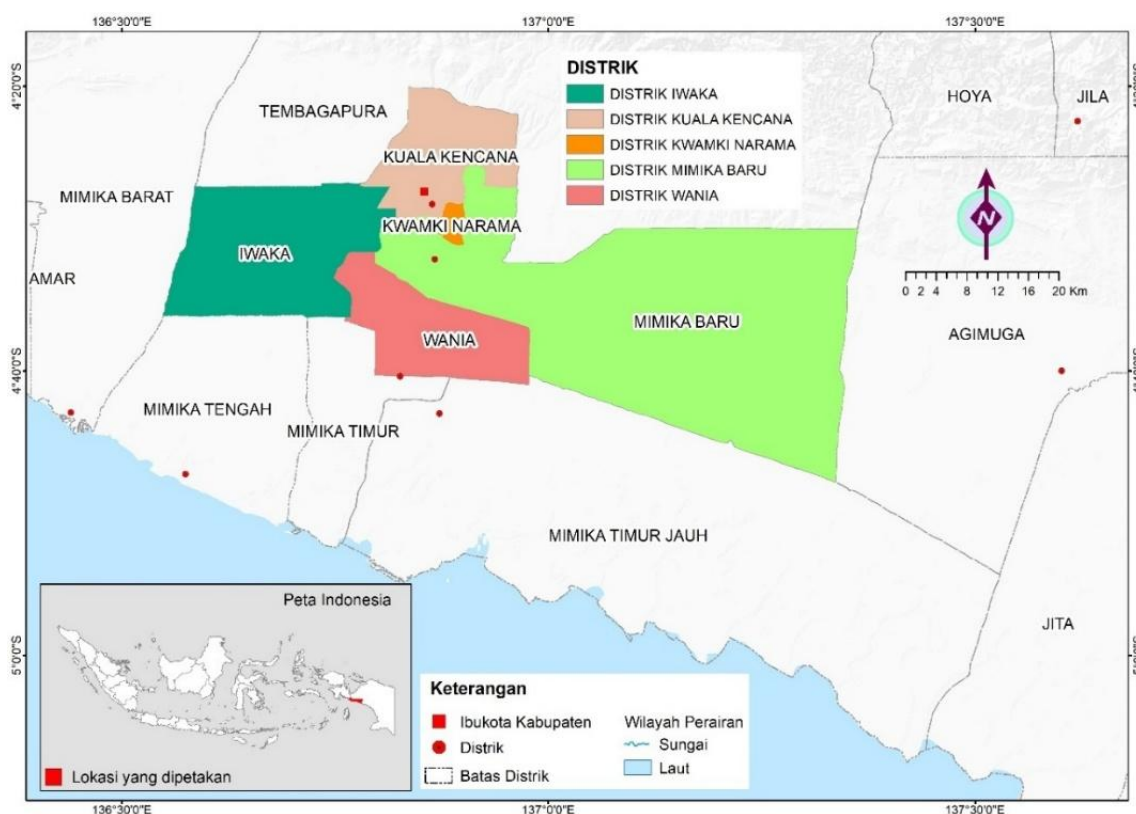 136°30'0"E
137°0'0"E
137°30'0"E
4°20'0"S
DISTRIK
DISTRIK IWAKA
DISTRIK KUALA KENCANA
DISTRIK KWAMKI NARAMA
DISTRIK MIMIKA BARU
DISTRIK WANIA
HOYA
JILA
TEMBAGAPURA
KUALA KENCANA
MIMIKA BARAT
KWAMKI NARAMA
N
IWAKA
AMAR
0 2 4 8 12 16 20 Km
MIMIKA BARU
AGIMUGA
WANIA
4°40'0"S
MIMIKA TENGAH
MIMIKA TIMUR
MIMIKA TIMUR JAUH
JITA
5°0'0"S
Peta Indonesia
Lokasi yang dipetakan
Keterangan
Ibukota Kabupaten
Distrik
Batas Distrik
Wilayah Perairan
Sungai
Laut
136°30'0"E
137°0'0"E
137°30'0"E